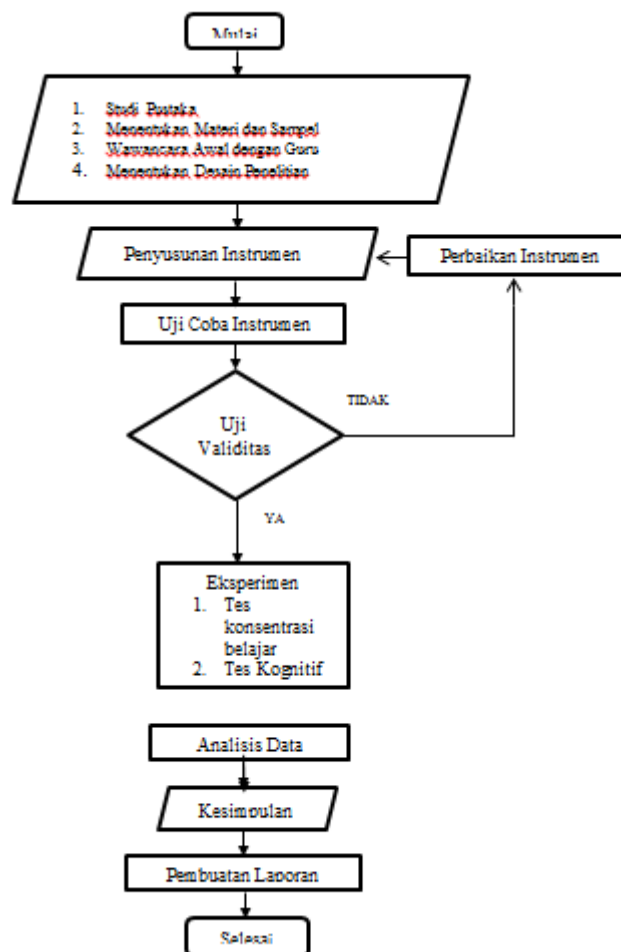 Mulai
1. Studi Pustaka
2. Menentukan Materi dan Sampel
3. Wawancara Awal dengan Guru
4. Menentukan Desain Penelitian
Penyusunan Instrumen
Perbaikan Instrumen
Uji Coba Instrumen
Uji
Validitas
TIDAK
YA
Eksperimen
1. Tes
konsentrasi
belajar
2. Tes Kognitif
Analisis Data
Kesimpulan
Pembuatan Laporan
Selesai